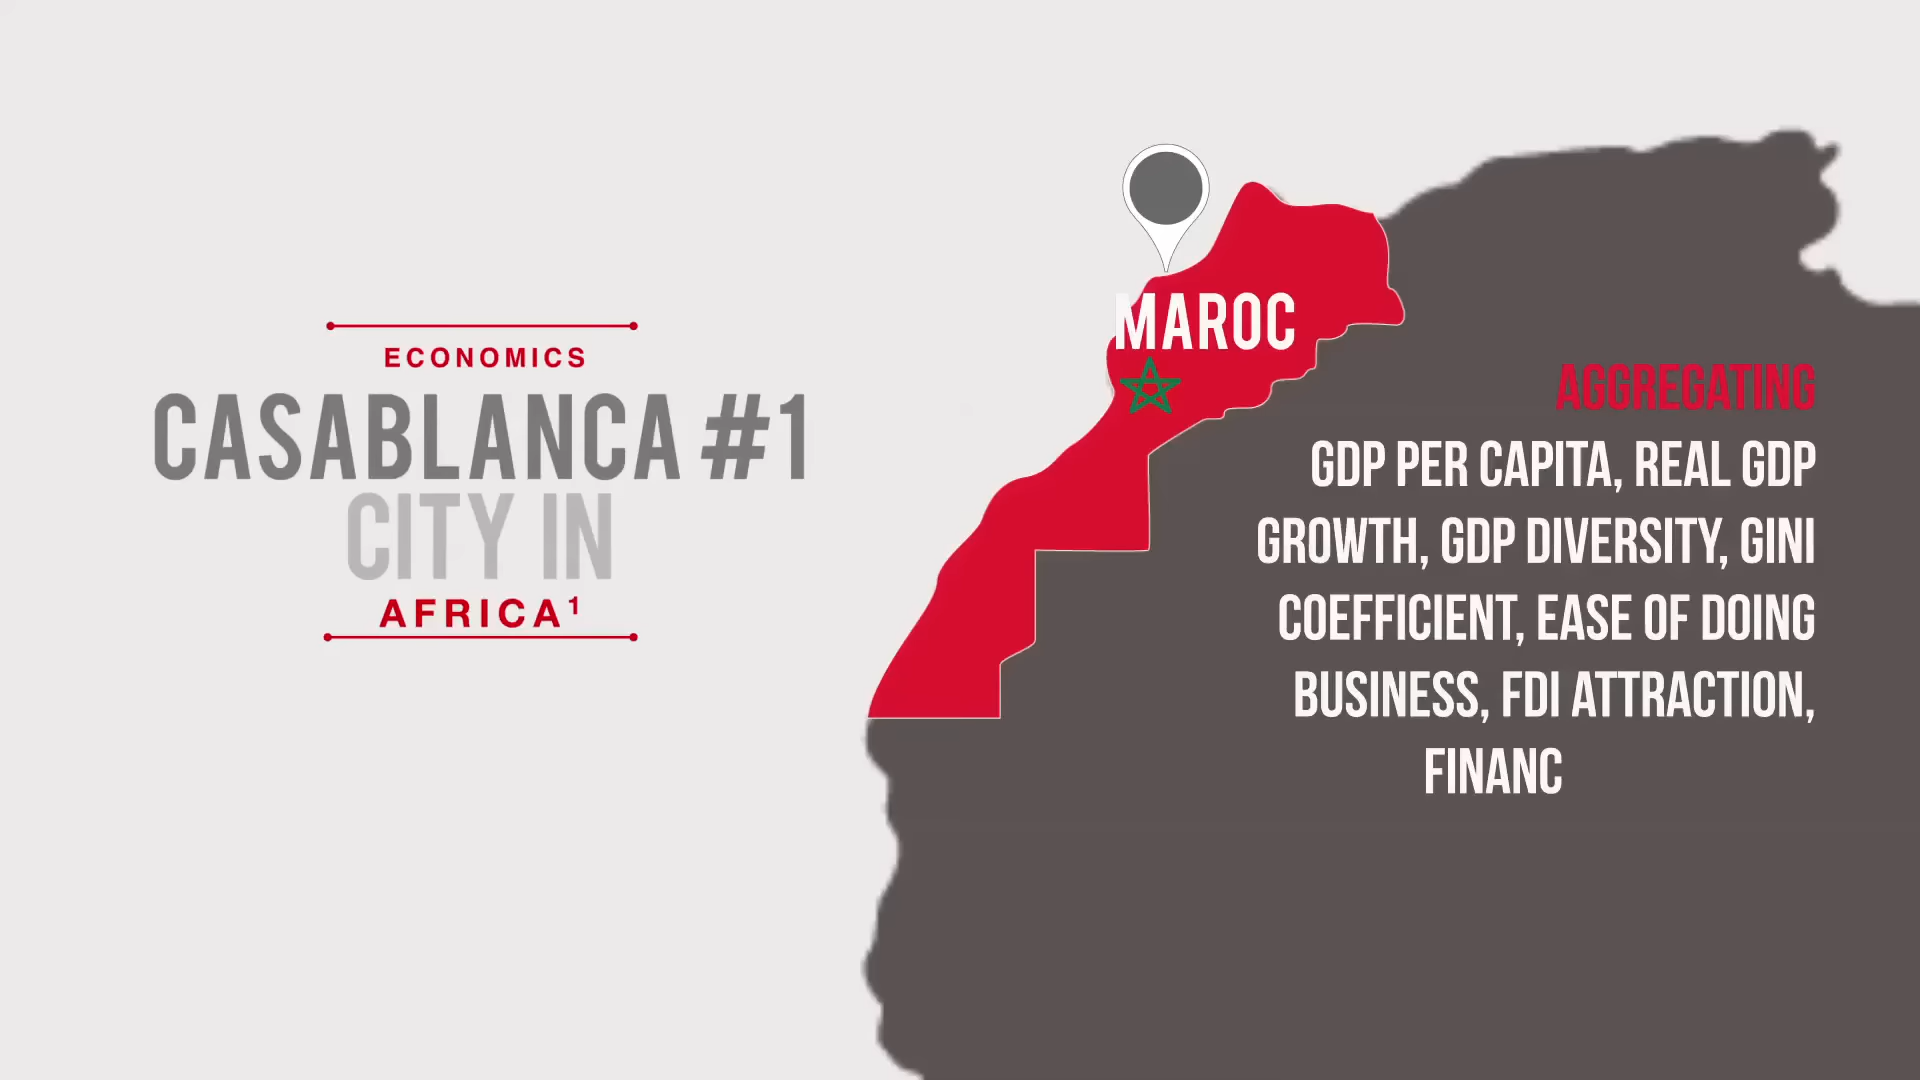 ECONOMICS
CASABLANCA #1
CITY IN
AFRICA¹
MAROC
AGGREGATING
GDP PER CAPITA, REAL GDP
GROWTH, GDP DIVERSITY, GINI
COEFFICIENT, EASE OF DOING
BUSINESS, FDI ATTRACTION,
FINANC